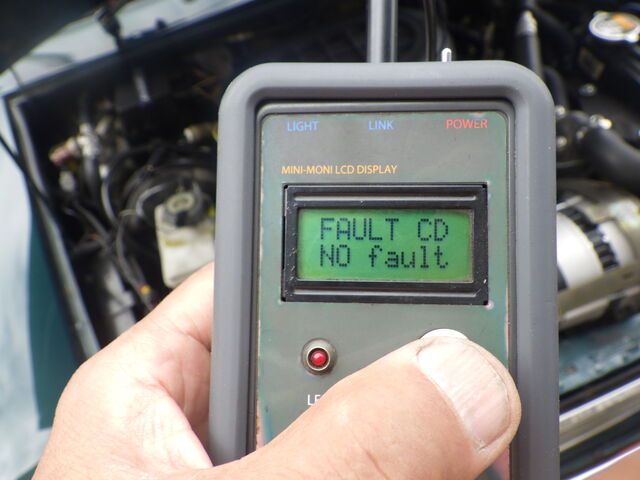 LIGHT LINK POWER
MINI-MONI LCD DISPLAY
FAULT CD
NO fault